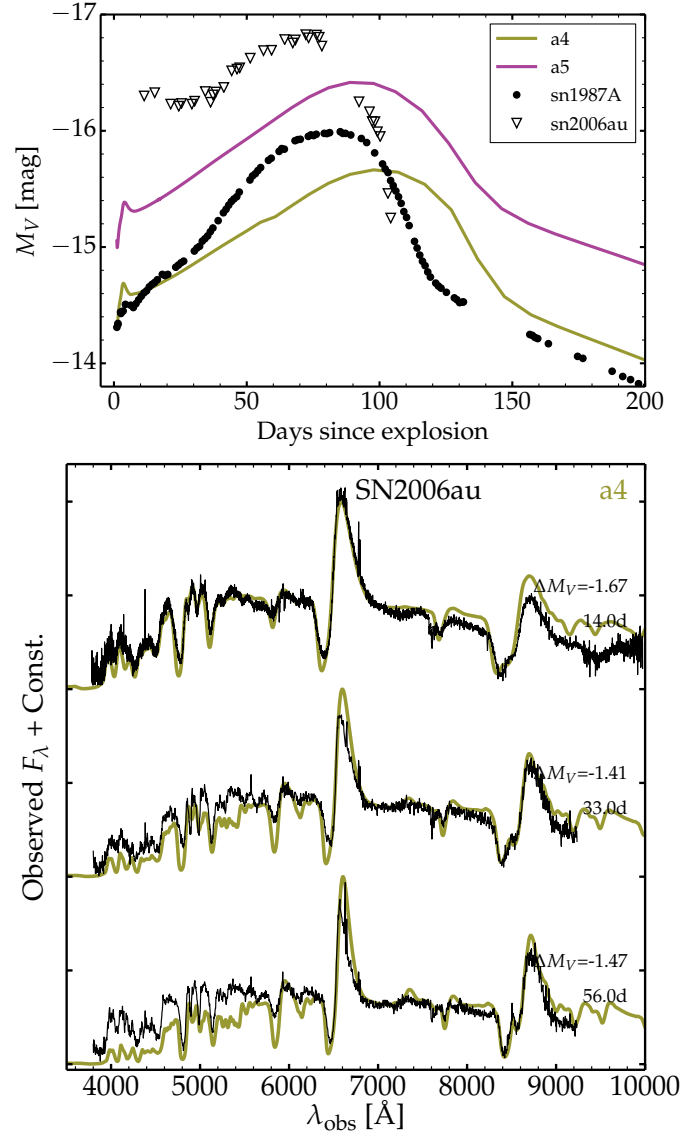 −17
−16
−15
−14
M_V [mag]
a4
a5
sn1987A
sn2006au
0
50
100
150
200
Days since explosion
SN2006au
a4
ΔM_V=-1.67
14.0d
ΔM_V=-1.41
33.0d
ΔM_V=-1.47
56.0d
Observed F_λ + Const.
4000
5000
6000
7000
8000
9000
10000
λ_obs [Å]